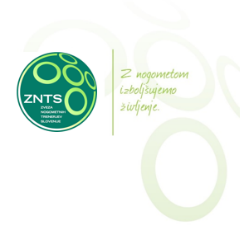 ZNTS
ZVEZA
NOGOMETNIH
TRENERJEV
SLOVENIJE
Z nogometom
izboljšujemo
življenje.